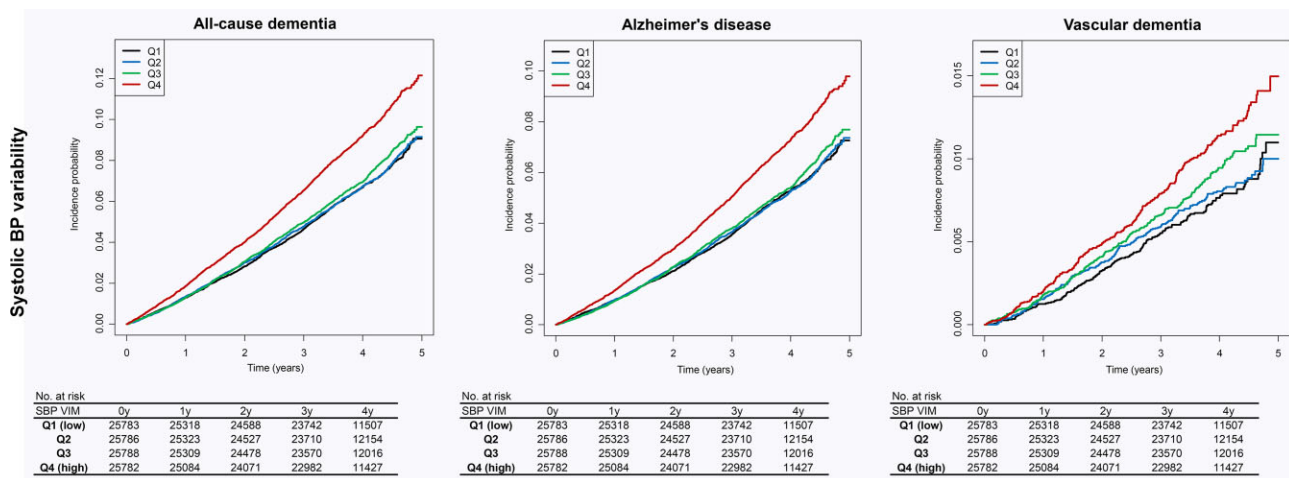 All-cause dementia
Alzheimer's disease
Vascular dementia
Systolic BP variability
Q1
Q2
Q3
Q4
Incidence probability
0.12
0.10
0.08
0.06
0.04
0.02
0.00
0 1 2 3 4 5
Time (years)
Q1
Q2
Q3
Q4
Incidence probability
0.10
0.08
0.06
0.04
0.02
0.00
0 1 2 3 4 5
Time (years)
Q1
Q2
Q3
Q4
Incidence probability
0.015
0.010
0.005
0.000
0 1 2 3 4 5
Time (years)
No. at risk
SBP VIM 0y 1y 2y 3y 4y
Q1 (low) 25783 25318 24588 23742 11507
Q2 25786 25323 24527 23710 12154
Q3 25788 25309 24478 23570 12016
Q4 (high) 25782 25084 24071 22982 11427
No. at risk
SBP VIM 0y 1y 2y 3y 4y
Q1 (low) 25783 25318 24588 23742 11507
Q2 25786 25323 24527 23710 12154
Q3 25788 25309 24478 23570 12016
Q4 (high) 25782 25084 24071 22982 11427
No. at risk
SBP VIM 0y 1y 2y 3y 4y
Q1 (low) 25783 25318 24588 23742 11507
Q2 25786 25323 24527 23710 12154
Q3 25788 25309 24478 23570 12016
Q4 (high) 25782 25084 24071 22982 11427